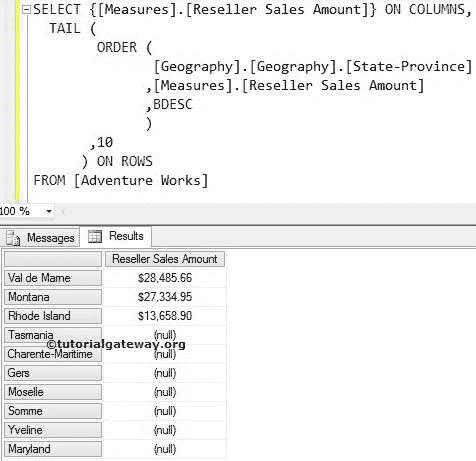 SELECT {[Measures].[Reseller Sales Amount]} ON COLUMNS,
TAIL (
ORDER (
[Geography].[Geography].[State-Province]
,[Measures].[Reseller Sales Amount]
,BDESC
)
,10
) ON ROWS
FROM [Adventure Works]
100 %
Messages Results
Reseller Sales Amount
Val de Marne $28,485.66
Montana $27,334.95
Rhode Island $13,658.90
Tasmania (null)
©tutorialgateway.org
Charente-Maritime (null)
Gers (null)
Moselle (null)
Somme (null)
Yveline (null)
Maryland (null)